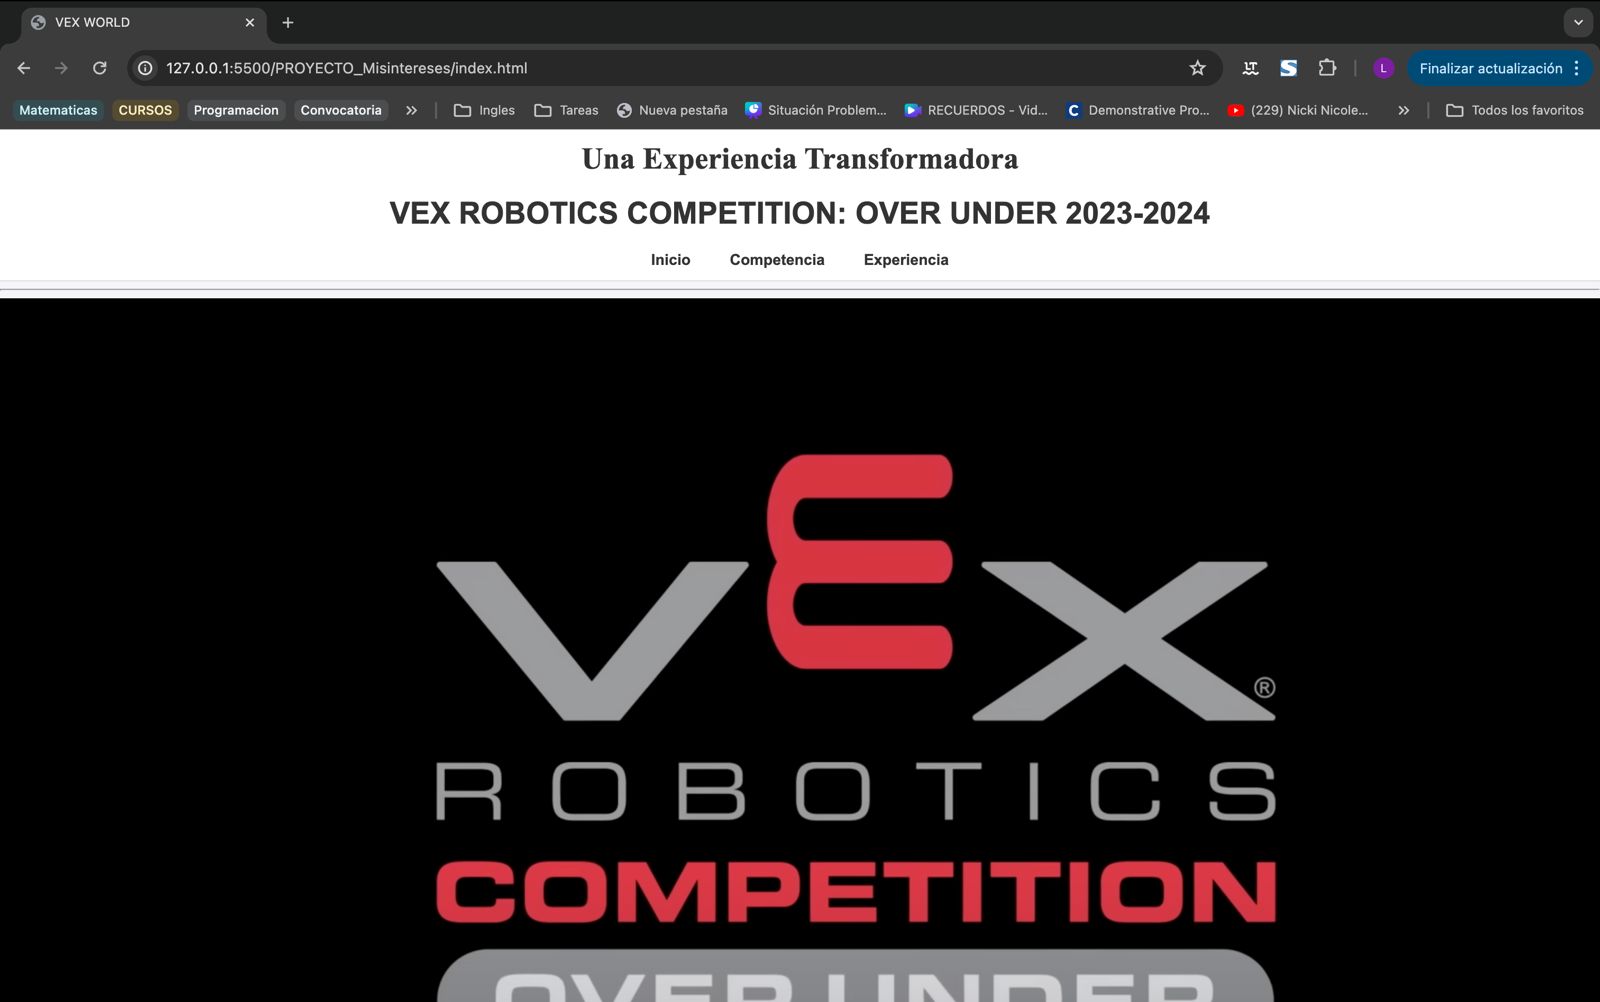 VEX WORLD
127.0.0.1:5500/PROYECTO_Misintereses/index.html
L
Finalizar actualización
Matematicas CURSOS Programacion Convocatoria » Ingles Tareas Nueva pestaña Situación Problem... RECUERDOS - Vid... C Demonstrative Pro... (229) Nicki Nicole... » Todos los favoritos
Una Experiencia Transformadora
VEX ROBOTICS COMPETITION: OVER UNDER 2023-2024
Inicio Competencia Experiencia
VEX®
ROBOTICS
COMPETITION
OVER UNDER